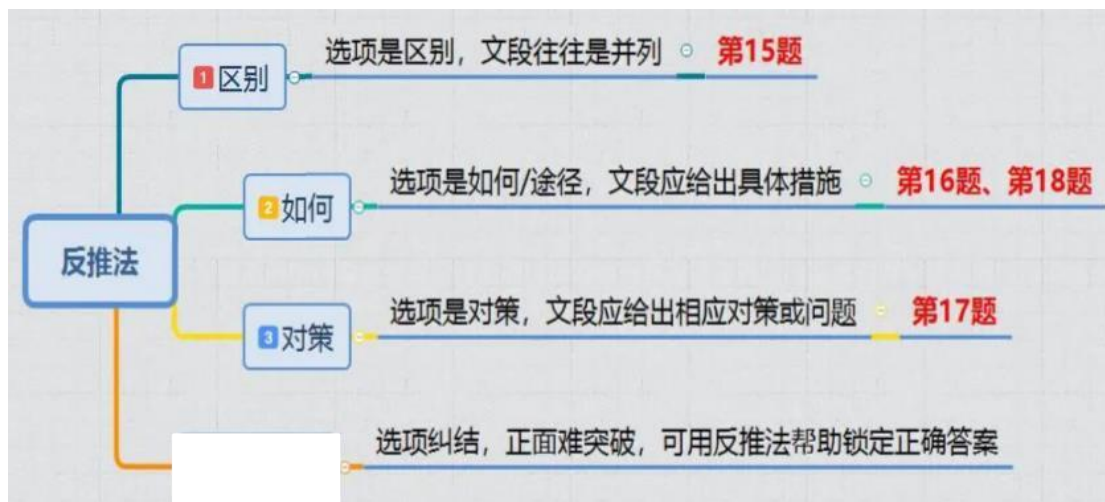 反推法
1 区别
选项是区别，文段往往是并列
第15题
2 如何
选项是如何/途径，文段应给出具体措施
第16题、第18题
3 对策
选项是对策，文段应给出相应对策或问题
第17题
选项纠结，正面难突破，可用反推法帮助锁定正确答案